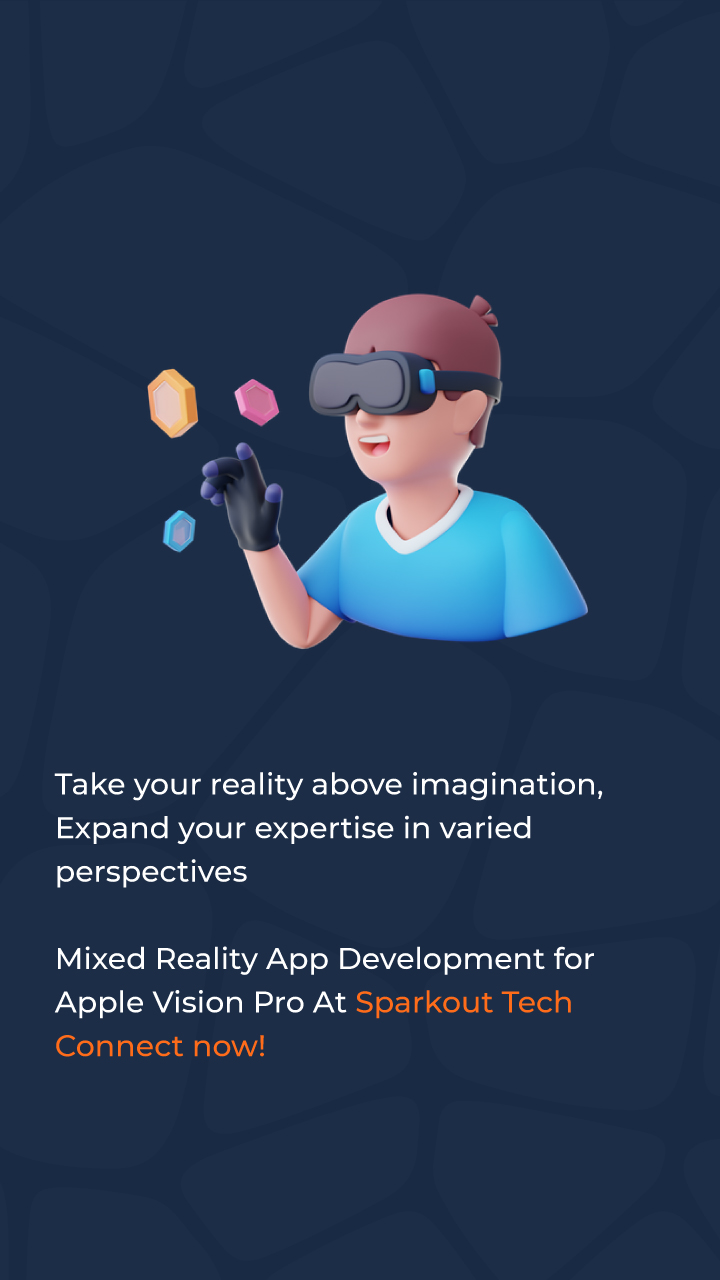 Take your reality above imagination,
Expand your expertise in varied
perspectives
Mixed Reality App Development for
Apple Vision Pro At Sparkout Tech
Connect now!